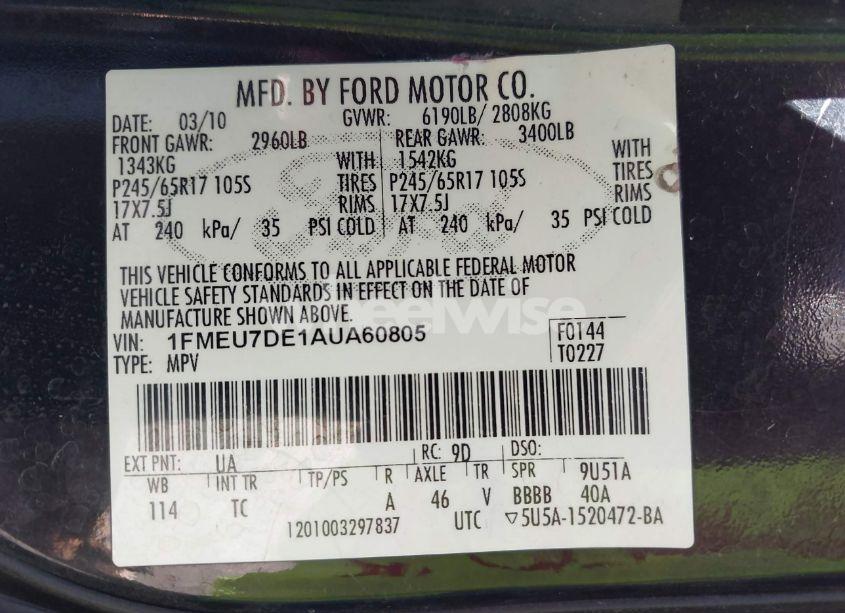 MFD. BY FORD MOTOR CO.
DATE: 03/10 GVWR: 6190LB/ 2808KG
FRONT GAWR: 2960LB REAR GAWR: 3400LB
1343KG WITH 1542KG WITH
P245/65R17 105S TIRES P245/65R17 105S TIRES
17X7.5J RIMS 17X7.5J RIMS
AT 240 kPa/ 35 PSI COLD AT 240 kPa/ 35 PSI COLD
THIS VEHICLE CONFORMS TO ALL APPLICABLE FEDERAL MOTOR
VEHICLE SAFETY STANDARDS IN EFFECT ON THE DATE OF
MANUFACTURE SHOWN ABOVE.
VIN: 1FMEU7DE1AUA60805 F0144
TYPE: MPV T0227
EXT PNT: UA RC: 9D DSO:
WB INT TR TP/PS R AXLE TR SPR 9U51A
114 TC A 46 V BBBB 40A
1201003297837 UTC ▽5U5A-1520472-BA